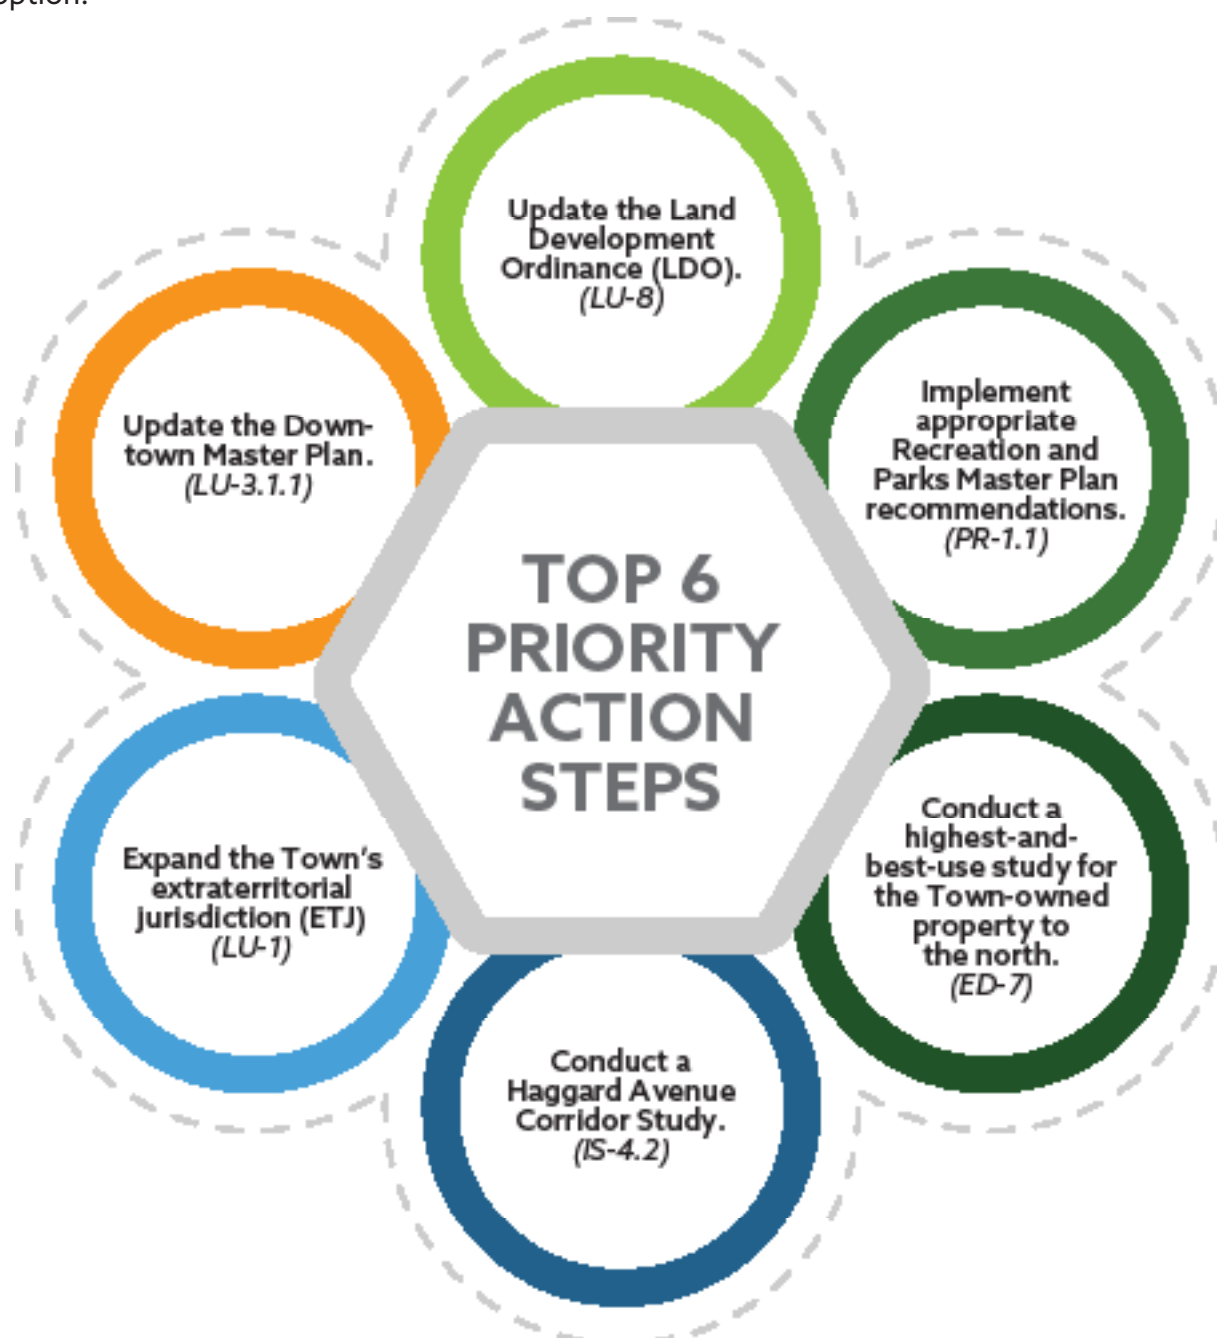 option.
Update the Land
Development
Ordinance (LDO).
(LU-8)
Implement
appropriate
Recreation and
Parks Master Plan
recommendations.
(PR-1.1)
Conduct a
highest-and-
best-use study for
the Town-owned
property to
the north.
(ED-7)
Conduct a
Haggard Avenue
Corridor Study.
(IS-4.2)
Expand the Town's
extraterritorial
jurisdiction (ETJ)
(LU-1)
Update the Down-
town Master Plan.
(LU-3.1.1)
TOP 6
PRIORITY
ACTION
STEPS